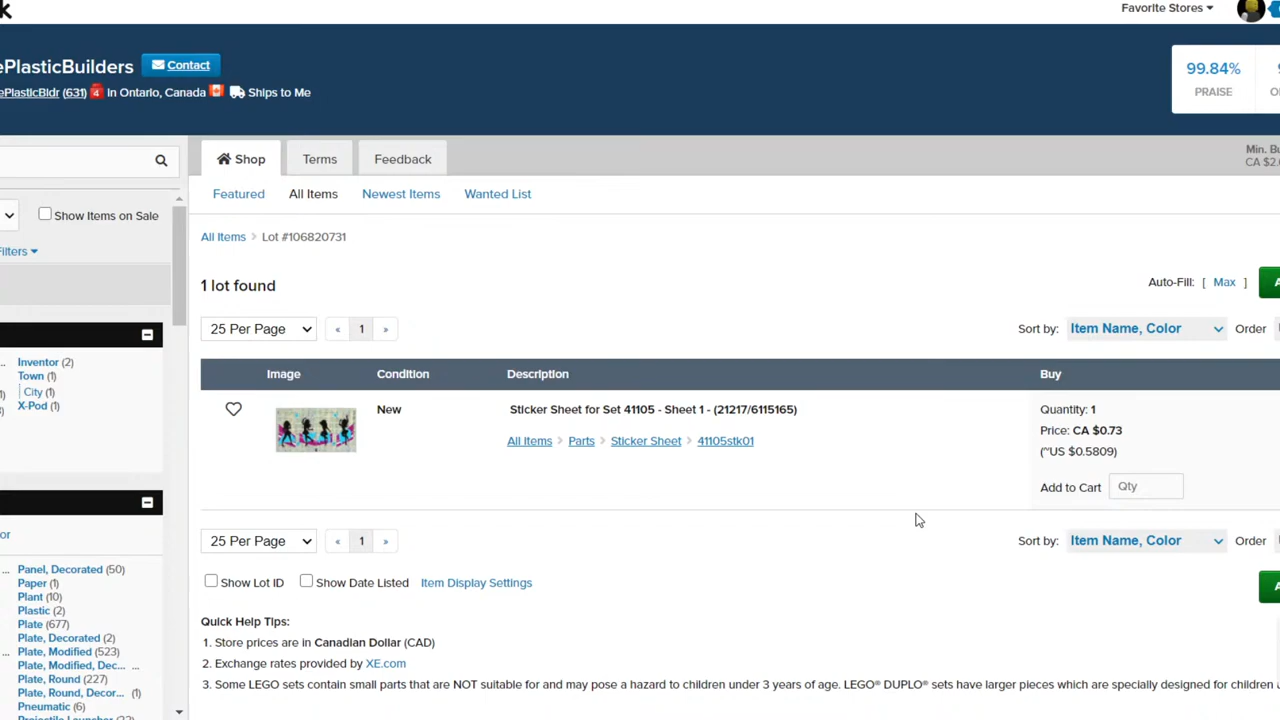 k
Favorite Stores
ePlasticBuilders Contact
ePlasticBldr (631) 4 In Ontario, Canada Ships to Me
99.84%
PRAISE
Shop Terms Feedback
Min. Bu
CA $2.
Featured All Items Newest Items Wanted List
Show Items on Sale
Filters
All Items > Lot #106820731
1 lot found
Auto-Fill: [ Max ]
25 Per Page « 1 »
Sort by: Item Name, Color Order
Image Condition Description Buy
New
Sticker Sheet for Set 41105 - Sheet 1 - (21217/6115165)
All Items > Parts > Sticker Sheet > 41105stk01
Quantity: 1
Price: CA $0.73
(~US $0.5809)
Add to Cart Qty
25 Per Page « 1 »
Sort by: Item Name, Color Order
Show Lot ID Show Date Listed Item Display Settings
Quick Help Tips:
1. Store prices are in Canadian Dollar (CAD)
2. Exchange rates provided by XE.com
3. Some LEGO sets contain small parts that are NOT suitable for and may pose a hazard to children under 3 years of age. LEGO® DUPLO® sets have larger pieces which are specially designed for children
... Inventor (2)
Town (1)
1) City (1)
X-Pod (1)
or
Panel, Decorated (50)
Paper (1)
Plant (10)
Plastic (2)
Plate (677)
Plate, Decorated (2)
... Plate, Modified (523)
Plate, Modified, Dec... ...
Plate, Round (227)
Plate, Round, Decor... (1)
Pneumatic (6)
Projectile Launcher (22)